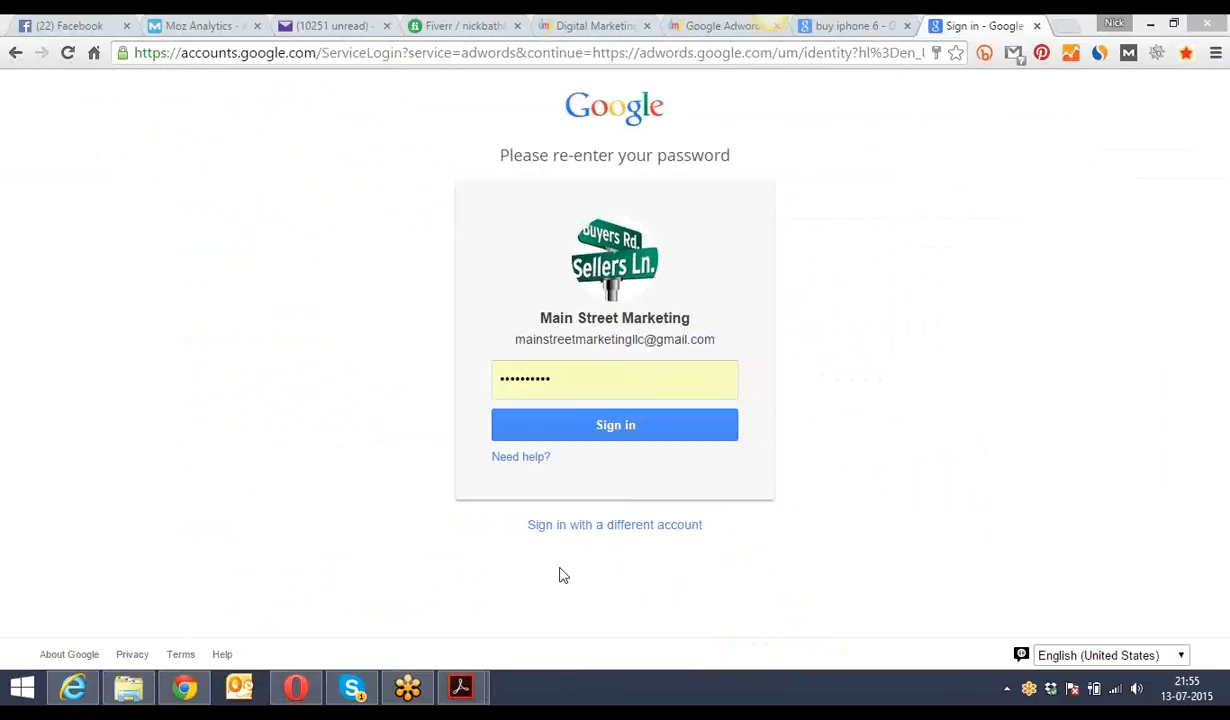 (22) Facebook
Moz Analytics -
(10251 unread) -
Fiverr / nickbath
Digital Marketin
Google Adword
buy iphone 6 - G
Sign in - Google
Nick
https://accounts.google.com/ServiceLogin?service=adwords&continue=https://adwords.google.com/um/identity?hl%3Den_U
Google
Please re-enter your password
Buyers Rd.
Sellers Ln.
Main Street Marketing
mainstreetmarketingllc@gmail.com
••••••••••
Sign in
Need help?
Sign in with a different account
About Google Privacy Terms Help
English (United States)
21:55
13-07-2015